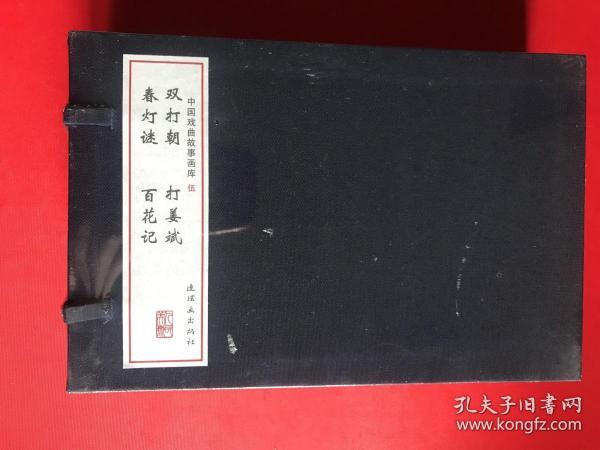 中国戏曲故事画库 伍
双打朝 打姜斌
春灯谜 百花记
连环画出版社
孔夫子旧书网
www.kongfz.com